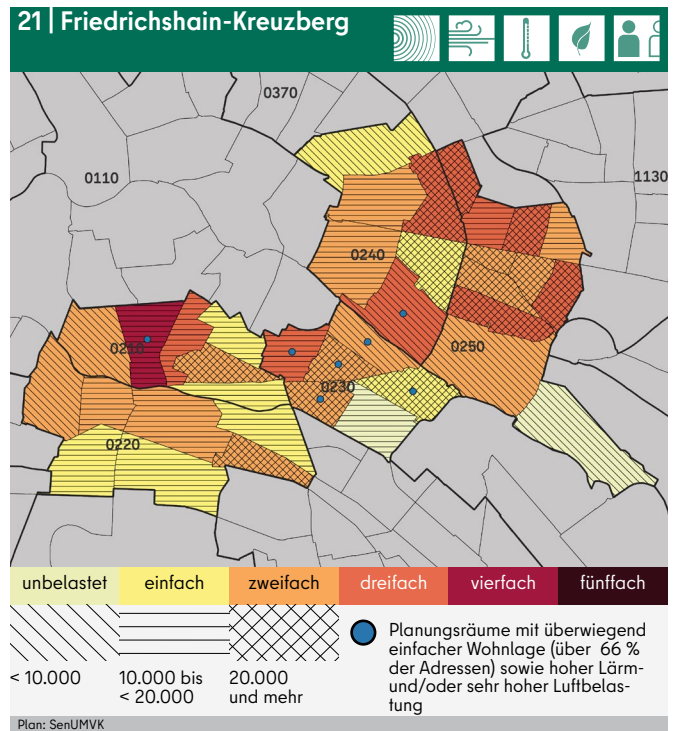 21 | Friedrichshain-Kreuzberg
0370
0110
1130
0240
0210
0250
0230
0220
unbelastet einfach zweifach dreifach vierfach fünffach
< 10.000
10.000 bis
< 20.000
20.000
und mehr
Planungsräume mit überwiegend
einfacher Wohnlage (über 66 %
der Adressen) sowie hoher Lärm-
und/oder sehr hoher Luftbelas-
tung
Plan: SenUMVK